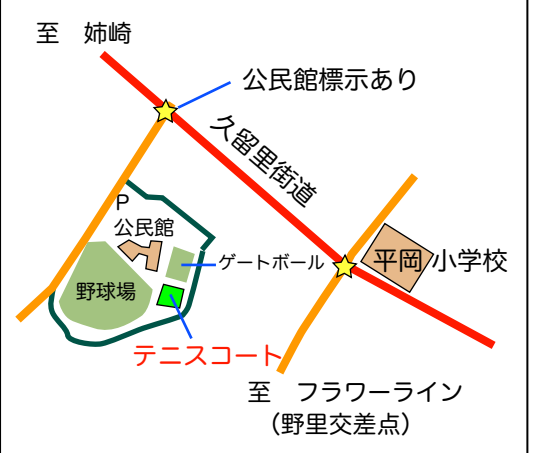 至　姉崎
公民館標示あり
久留里街道
P
公民館
ゲートボール
平岡小学校
野球場
テニスコート
至　フラワーライン
（野里交差点）